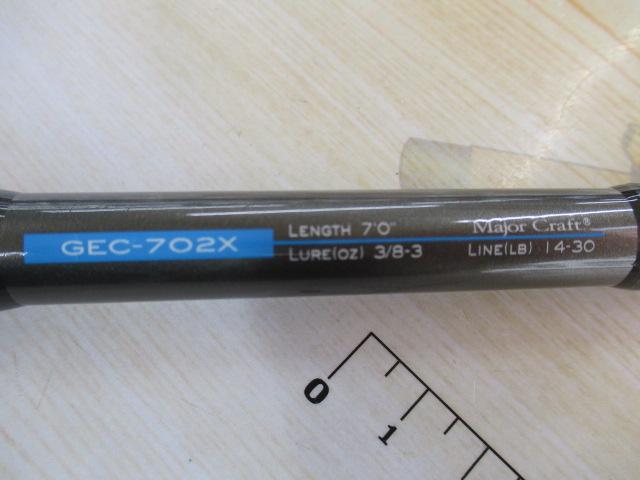 GEC-702X
LENGTH 7'0"
LURE(OZ) 3/8-3
Major Craft®
LINE(LB) 14-30
0
1